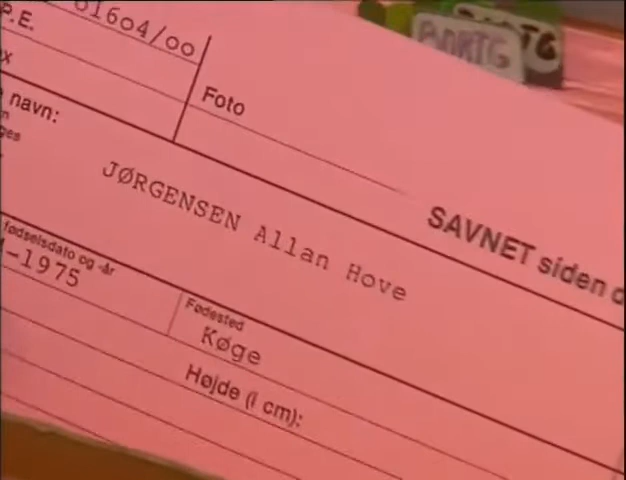 P.E.
01604/00
Foto
navn:
JØRGENSEN Allan Hove
SAVNET siden
fødselsdato og -år
-1975
Fødested
Køge
Højde (i cm):